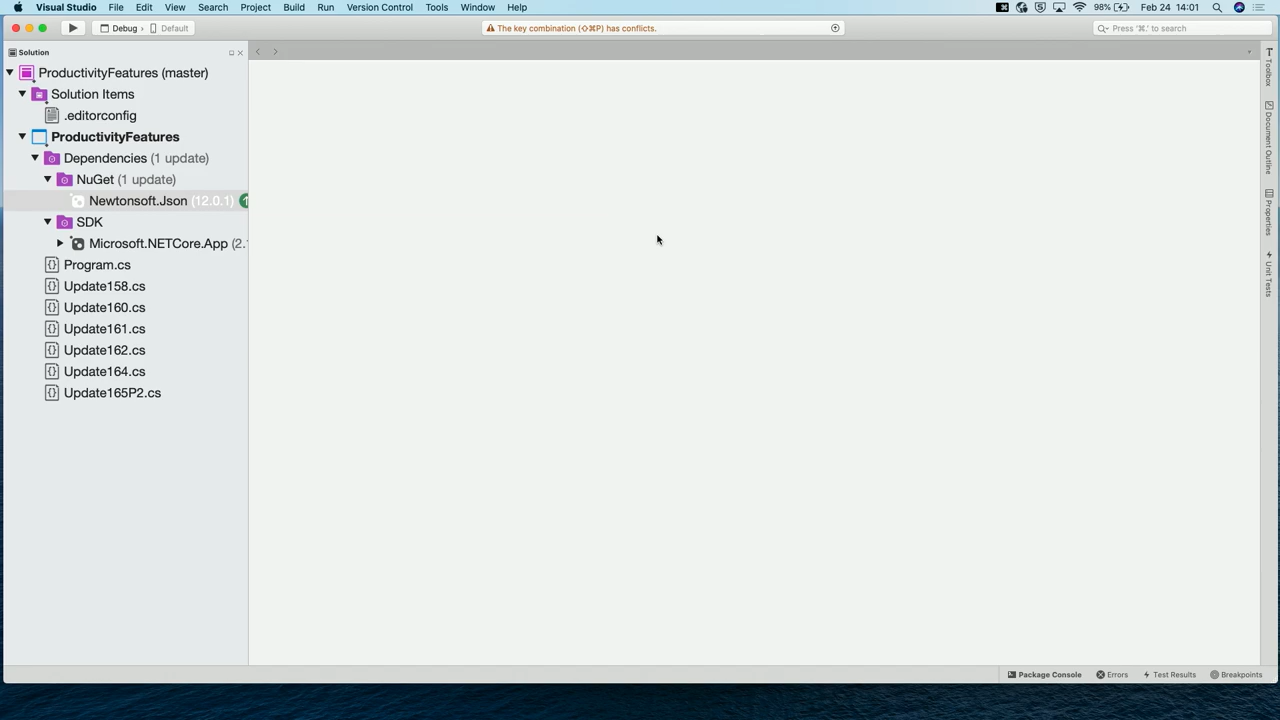 Visual Studio File Edit View Search Project Build Run Version Control Tools Window Help 98% Feb 24 14:01
Debug › Default
The key combination (⇧⌘P) has conflicts.
Press '⌘.' to search
Solution
ProductivityFeatures (master)
Solution Items
.editorconfig
ProductivityFeatures
Dependencies (1 update)
NuGet (1 update)
Newtonsoft.Json (12.0.1)
SDK
Microsoft.NETCore.App (2.
Program.cs
Update158.cs
Update160.cs
Update161.cs
Update162.cs
Update164.cs
Update165P2.cs
Toolbox
Document Outline
Properties
Unit Tests
Package Console Errors Test Results Breakpoints